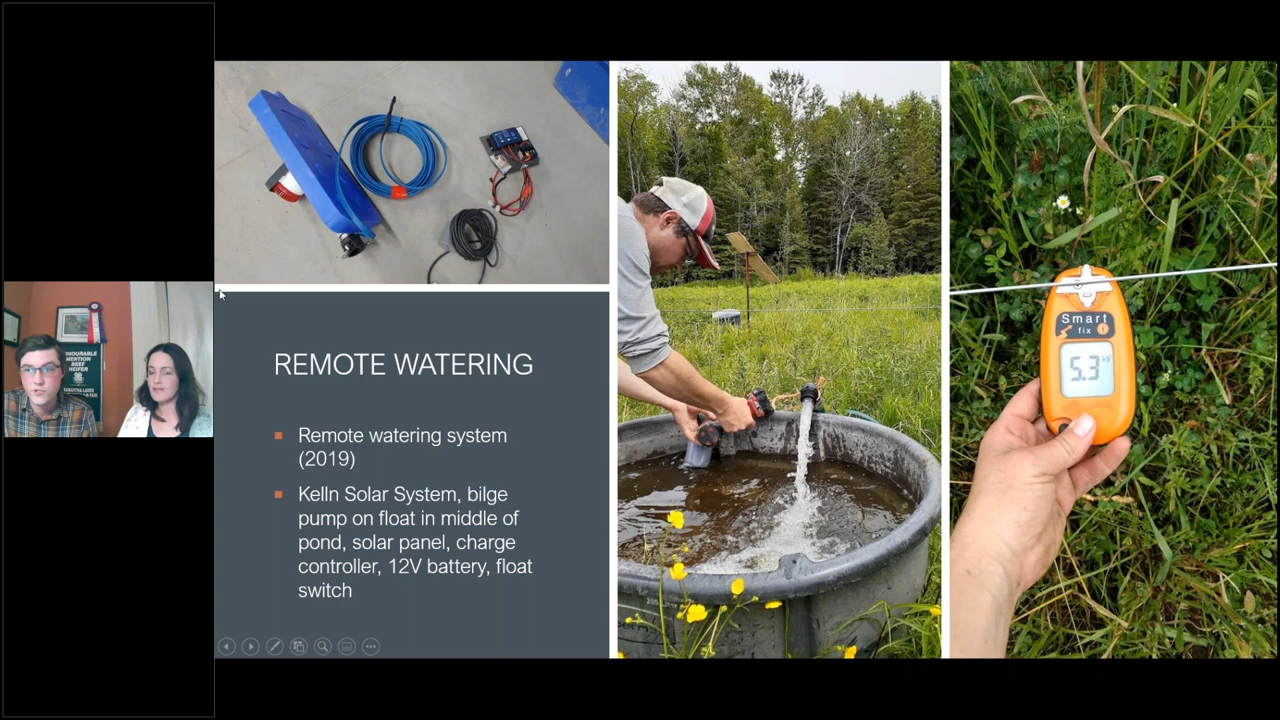 REMOTE WATERING
Remote watering system
(2019)
Kelln Solar System, bilge
pump on float in middle of
pond, solar panel, charge
controller, 12V battery, float
switch
HONOURABLE
MENTION
BEEF
HEIFER
Smart
fix
5.3 kV